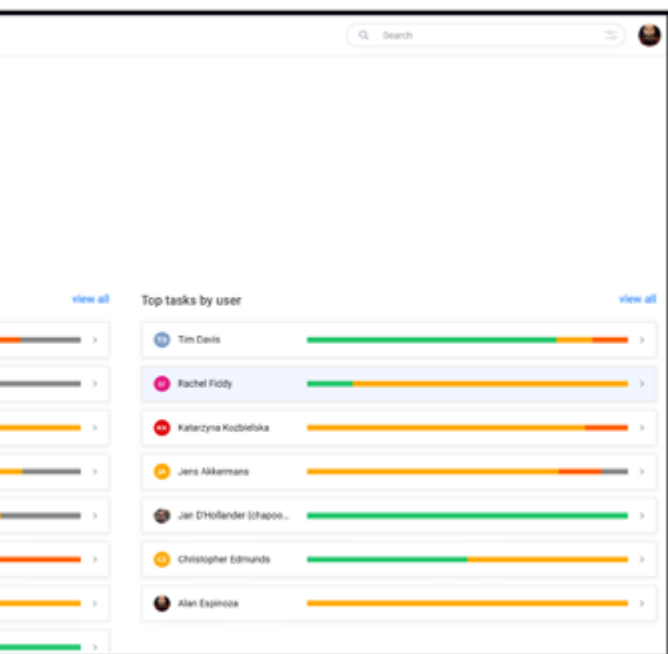 Search
view all
Top tasks by user
view all
Tim Davis
Rachel Fiddy
Katarzyna Kozbielska
Jens Akkermans
Jan D'Hollander (chapoo...
Christopher Edmunds
Alan Espinoza